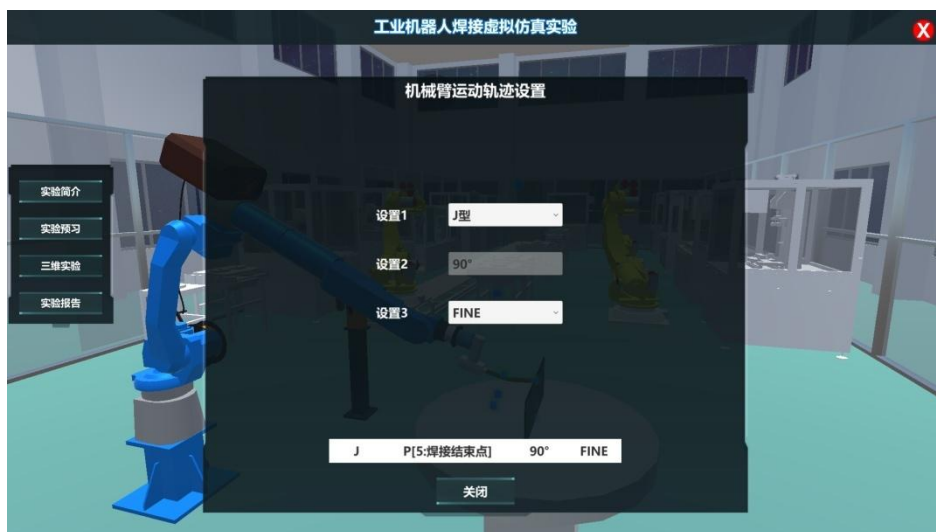 工业机器人焊接虚拟仿真实验
X
机械臂运动轨迹设置
实验简介
实验预习
三维实验
实验报告
设置1 J型
设置2 90°
设置3 FINE
J P[5:焊接结束点] 90° FINE
关闭